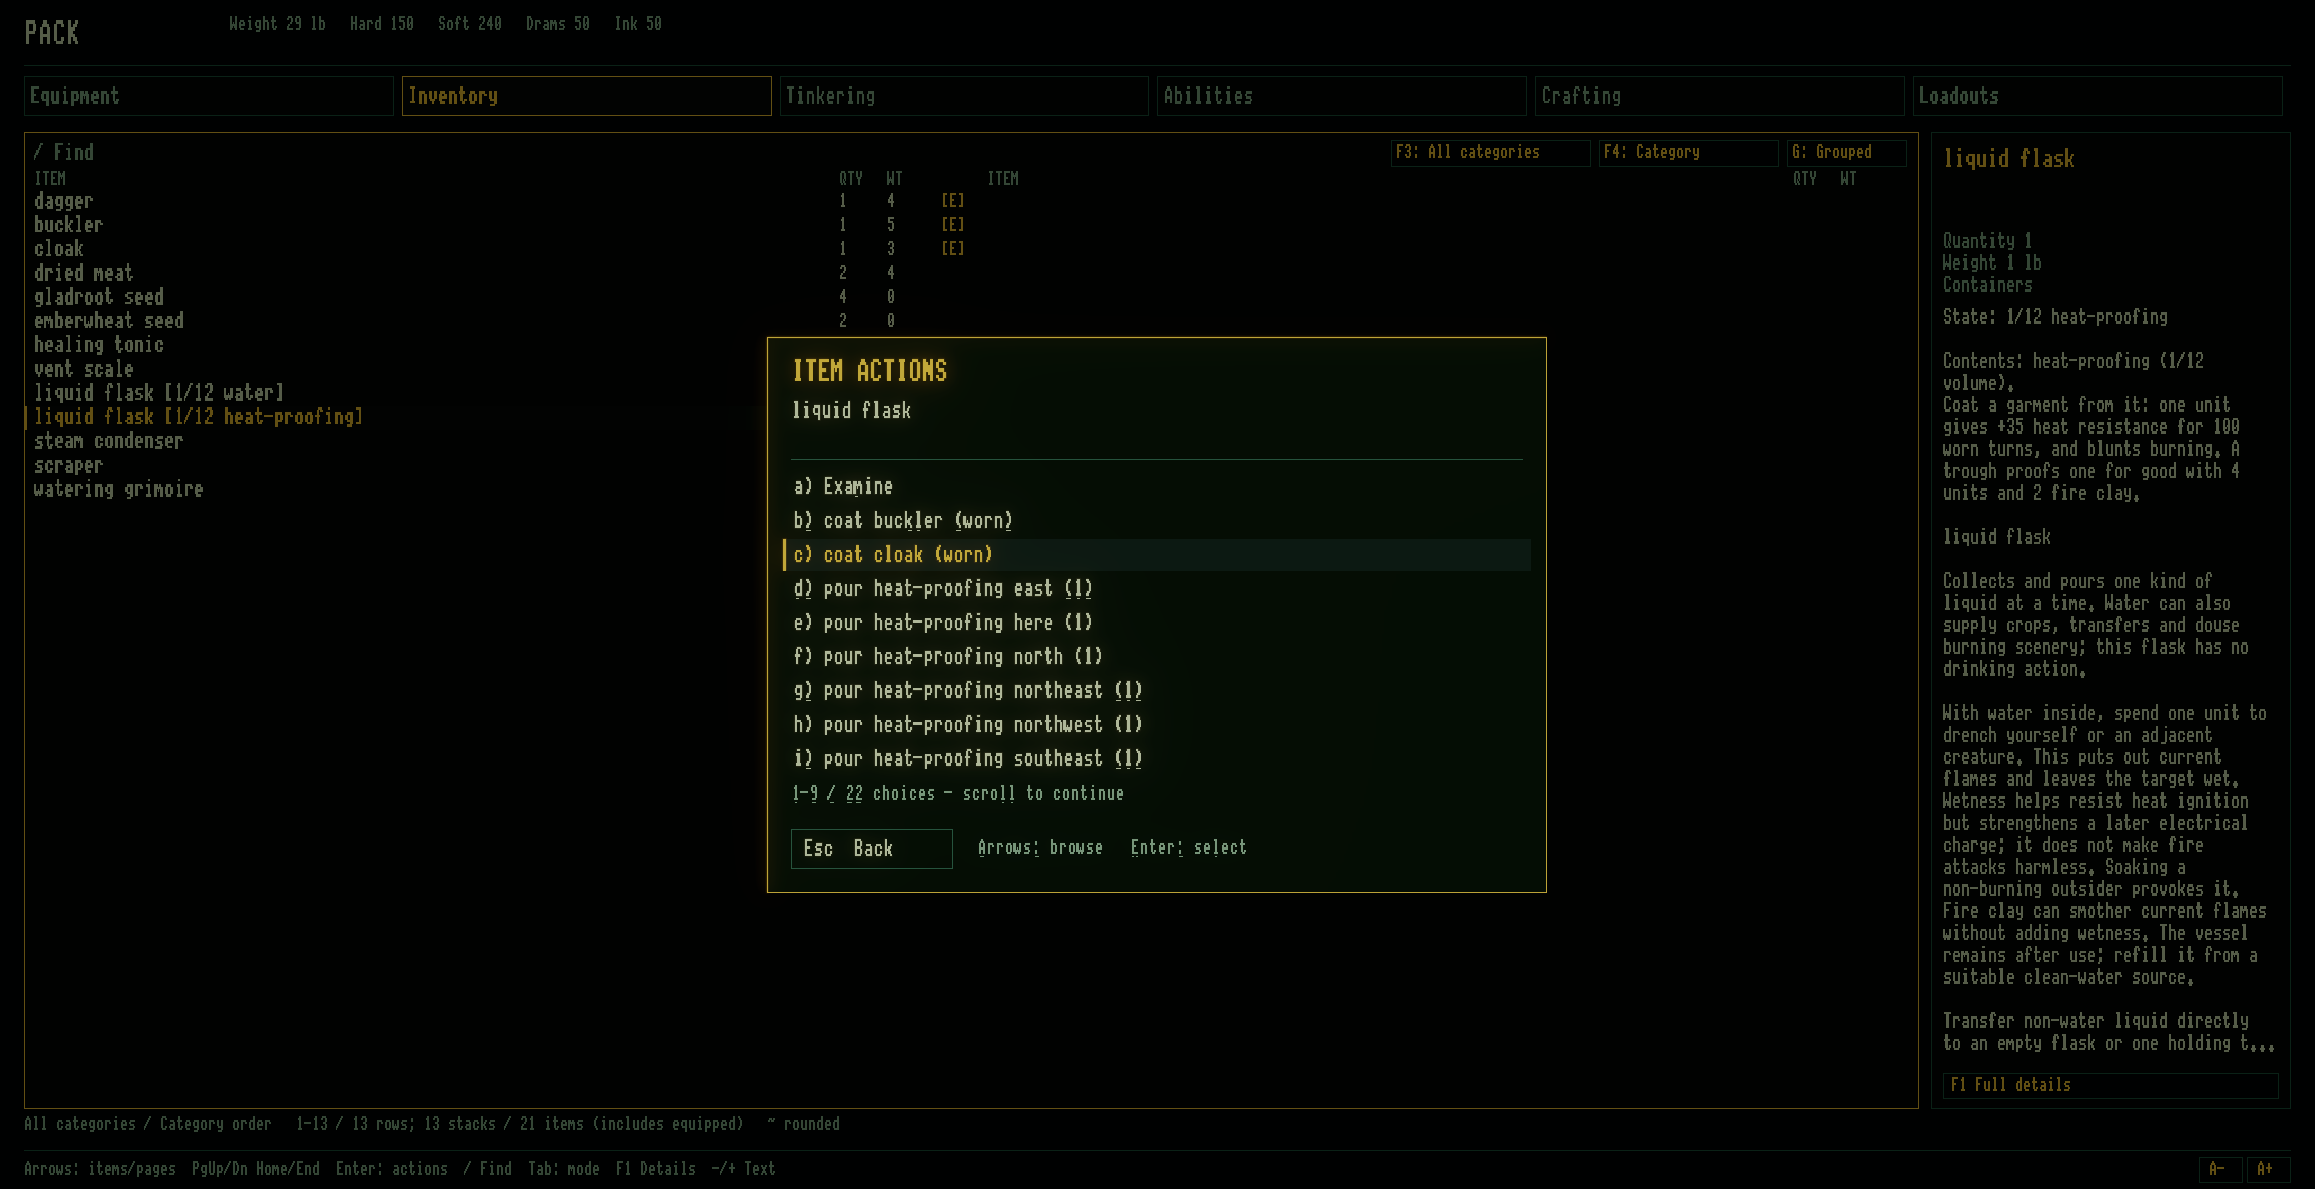 PACK
Weight 29 lb   Hard 150   Soft 240   Drams 50   Ink 50
Equipment   Inventory   Tinkering   Abilities   Crafting   Loadouts
/ Find
F3: All categories   F4: Category   G: Grouped
ITEM   QTY   WT   ITEM   QTY   WT
dagger   1   4   [E]
buckler   1   5   [E]
cloak   1   3   [E]
dried meat   2   4
gladroot seed   4   0
emberwheat seed   2   0
healing tonic
vent scale
liquid flask [1/12 water]
liquid flask [1/12 heat-proofing]
steam condenser
scraper
watering grimoire
ITEM ACTIONS
liquid flask
a) Examine
b) coat buckler (worn)
c) coat cloak (worn)
d) pour heat-proofing east (1)
e) pour heat-proofing here (1)
f) pour heat-proofing north (1)
g) pour heat-proofing northeast (1)
h) pour heat-proofing northwest (1)
i) pour heat-proofing southeast (1)
1-9 / 22 choices - scroll to continue
Esc  Back   Arrows: browse   Enter: select
liquid flask
Quantity 1
Weight 1 lb
Containers
State: 1/12 heat-proofing
Contents: heat-proofing (1/12
volume).
Coat a garment from it: one unit
gives +35 heat resistance for 100
worn turns, and blunts burning. A
trough proofs one for good with 4
units and 2 fire clay.
liquid flask
Collects and pours one kind of
liquid at a time. Water can also
supply crops, transfers and douse
burning scenery; this flask has no
drinking action.
With water inside, spend one unit to
drench yourself or an adjacent
creature. This puts out current
flames and leaves the target wet.
Wetness helps resist heat ignition
but strengthens a later electrical
charge; it does not make fire
attacks harmless. Soaking a
non-burning outsider provokes it.
Fire clay can smother current flames
without adding wetness. The vessel
remains after use; refill it from a
suitable clean-water source.
Transfer non-water liquid directly
to an empty flask or one holding t...
F1 Full details
All categories / Category order   1-13 / 13 rows; 13 stacks / 21 items (includes equipped)   ~ rounded
Arrows: items/pages  PgUp/Dn Home/End  Enter: actions  / Find  Tab: mode  F1 Details  -/+ Text
A-   A+